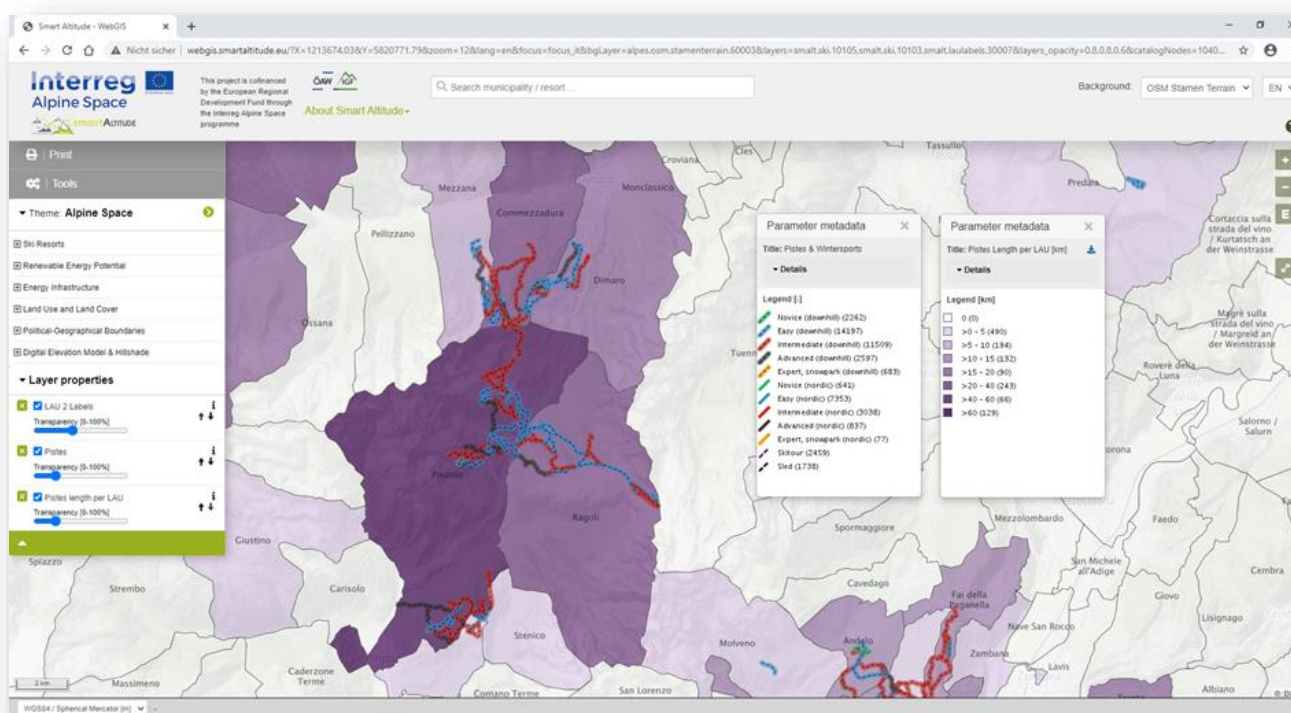 Smart Altitude - WebGIS
Nicht sicher | webgis.smartaltitude.eu/?X=1213674.03&Y=5820771.79&zoom=12&lang=en&focus=focus_it&bgLayer=alpes.osm.stamenterrain.60003&layers=smalt.ski.10105,smalt.ski.10103,smalt.laulabels.30007&layers_opacity=0.8,0.8,0.6&catalogNodes=1040...
Interreg
Alpine Space
smartAltitude
This project is cofinanced
by the European Regional
Development Fund through
the Interreg Alpine Space
programme
ÖAW IGF
About Smart Altitude
Search municipality / resort ...
Background: OSM Stamen Terrain EN
Print
Tools
Theme: Alpine Space
Ski Resorts
Renewable Energy Potential
Energy Infrastructure
Land Use and Land Cover
Political-Geographical Boundaries
Digital Elevation Model & Hillshade
Layer properties
LAU 2 Labels
Transparency [0-100%]
Pistes
Transparency [0-100%]
Pistes length per LAU
Transparency [0-100%]
Croviana
Cles
Tassullo
Mezzana
Monclassico
Predaia
Commezzadura
Pellizzano
Dimaro
Ossana
Cortaccia sulla
strada del vino
/ Kurtatsch an
der Weinstrasse
Parameter metadata
Title: Pistes & Wintersports
Details
Legend [.]
Novice (downhill) (2262)
Easy (downhill) (14197)
Intermediate (downhill) (11509)
Advanced (downhill) (2597)
Expert, snowpark (downhill) (683)
Novice (nordic) (641)
Easy (nordic) (7353)
Intermediate (nordic) (3038)
Advanced (nordic) (837)
Expert, snowpark (nordic) (77)
Skitour (2459)
Sled (1738)
Parameter metadata
Title: Pistes Length per LAU [km]
Details
Legend [km]
0 (0)
>0 - 5 (490)
>5 - 10 (194)
>10 - 15 (132)
>15 - 20 (90)
>20 - 40 (243)
>40 - 60 (66)
>60 (129)
Magrè sulla
strada del vino
/ Margreid an
der Weinstrasse
Roverè della
Luna
Salorno /
Salurn
Pinzolo
Ragoli
Giustino
Spiazzo
Strembo
Carisolo
Stenico
Caderzone
Terme
Massimeno
Comano Terme
San Lorenzo
Spormaggiore
Mezzolombardo
Faedo
San Michele
all'Adige
Cembra
Cavedago
Fai della
Paganella
Giovo
Lisignago
Nave San Rocco
Molveno
Andalo
Zambana
Lavis
Albiano
2 km
WGS84 / Spherical Mercator [m]